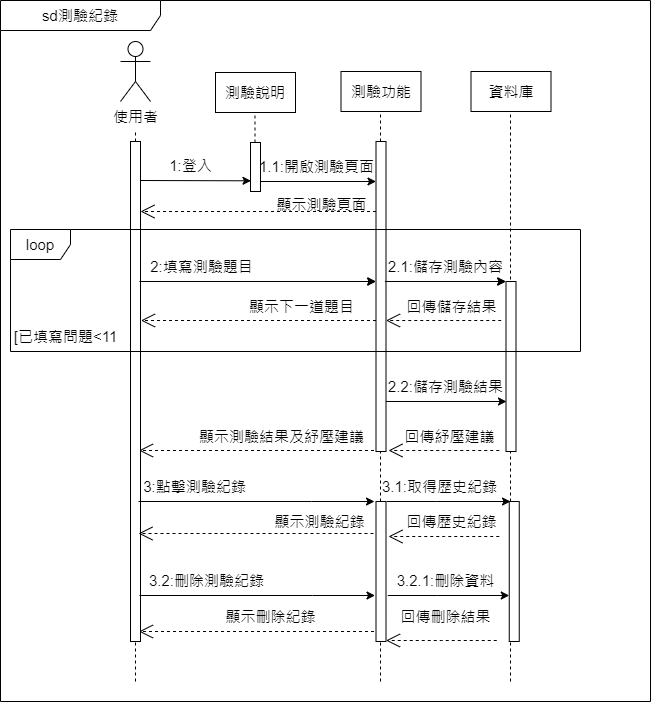 sd測驗紀錄
使用者
測驗說明
測驗功能
資料庫
1:登入
1.1:開啟測驗頁面
顯示測驗頁面
loop
2:填寫測驗題目
2.1:儲存測驗內容
顯示下一道題目
回傳儲存結果
[已填寫問題<11
2.2:儲存測驗結果
顯示測驗結果及紓壓建議
回傳紓壓建議
3:點擊測驗紀錄
3.1:取得歷史紀錄
顯示測驗紀錄
回傳歷史紀錄
3.2:刪除測驗紀錄
3.2.1:刪除資料
顯示刪除紀錄
回傳刪除結果